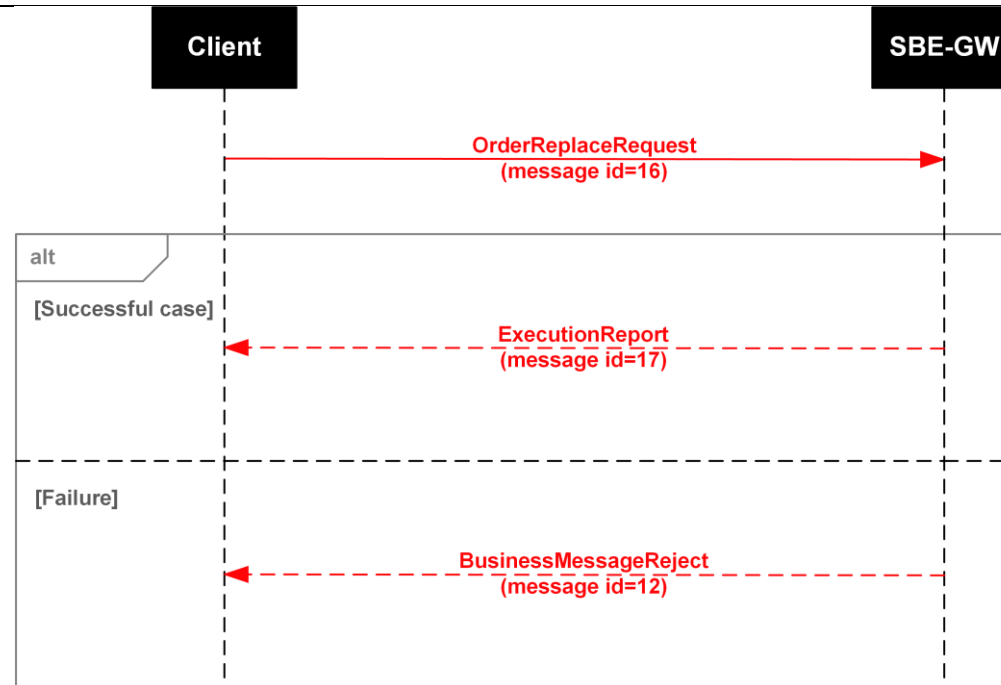 Client
SBE-GW
OrderReplaceRequest
(message id=16)
alt
[Successful case]
ExecutionReport
(message id=17)
[Failure]
BusinessMessageReject
(message id=12)